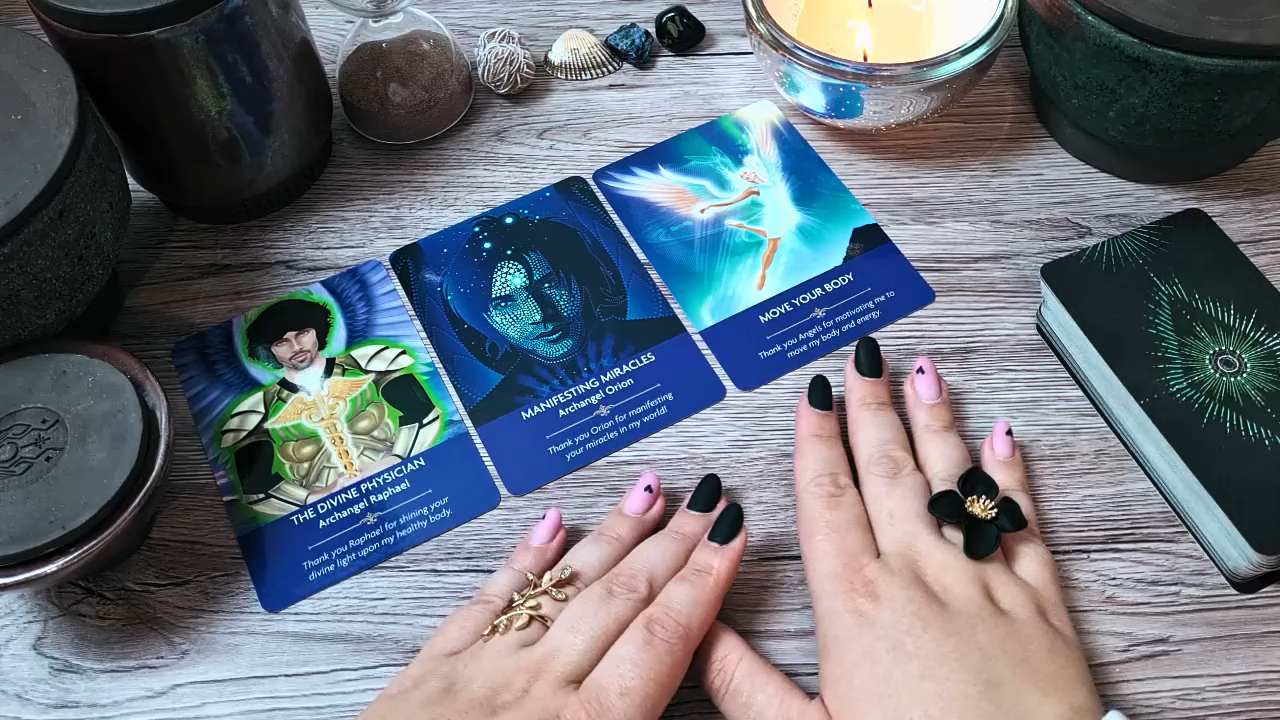 THE DIVINE PHYSICIAN
Archangel Raphael
Thank you Raphael for shining your
divine light upon my healthy body.
MANIFESTING MIRACLES
Archangel Orion
Thank you Orion for manifesting
your miracles in my world!
MOVE YOUR BODY
Thank you Angels for motivating me to
move my body and energy.